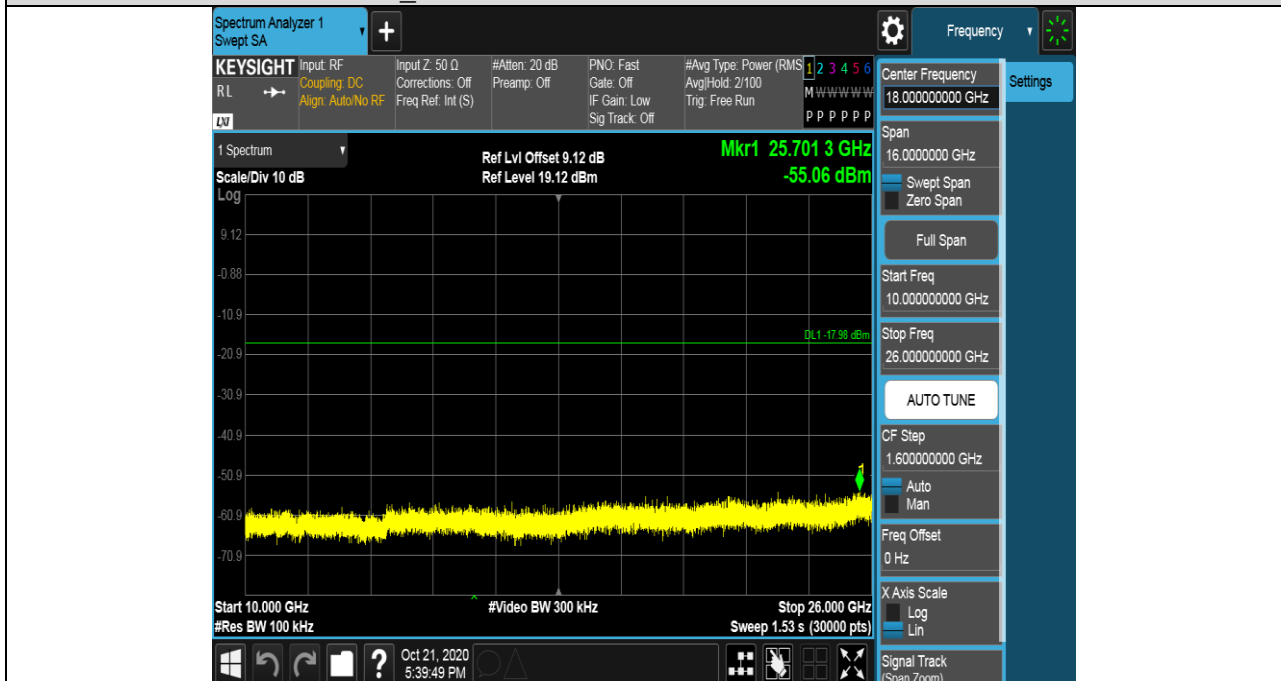 Spectrum Analyzer 1
Swept SA
+
Frequency
KEYSIGHT
RL
LXI
Input: RF
Coupling: DC
Align: Auto/No RF
Input Z: 50 Ω
Corrections: Off
Freq Ref: Int (S)
#Atten: 20 dB
Preamp: Off
PNO: Fast
Gate: Off
IF Gain: Low
Sig Track: Off
#Avg Type: Power (RMS
Avg|Hold: 2/100
Trig: Free Run
1 2 3 4 5 6
M W W W W W
P P P P P P
1 Spectrum
Scale/Div 10 dB
Log
Ref Lvl Offset 9.12 dB
Ref Level 19.12 dBm
Mkr1 25.701 3 GHz
-55.06 dBm
9.12
-0.88
-10.9
DL1 -17.98 dBm
-20.9
-30.9
-40.9
-50.9
1
-60.9
-70.9
Start 10.000 GHz
#Res BW 100 kHz
#Video BW 300 kHz
Stop 26.000 GHz
Sweep 1.53 s (30000 pts)
?
Oct 21, 2020
5:39:49 PM
Center Frequency
18.000000000 GHz
Settings
Span
16.0000000 GHz
Swept Span
Zero Span
Full Span
Start Freq
10.000000000 GHz
Stop Freq
26.000000000 GHz
AUTO TUNE
CF Step
1.600000000 GHz
Auto
Man
Freq Offset
0 Hz
X Axis Scale
Log
Lin
Signal Track
(Span Zoom)